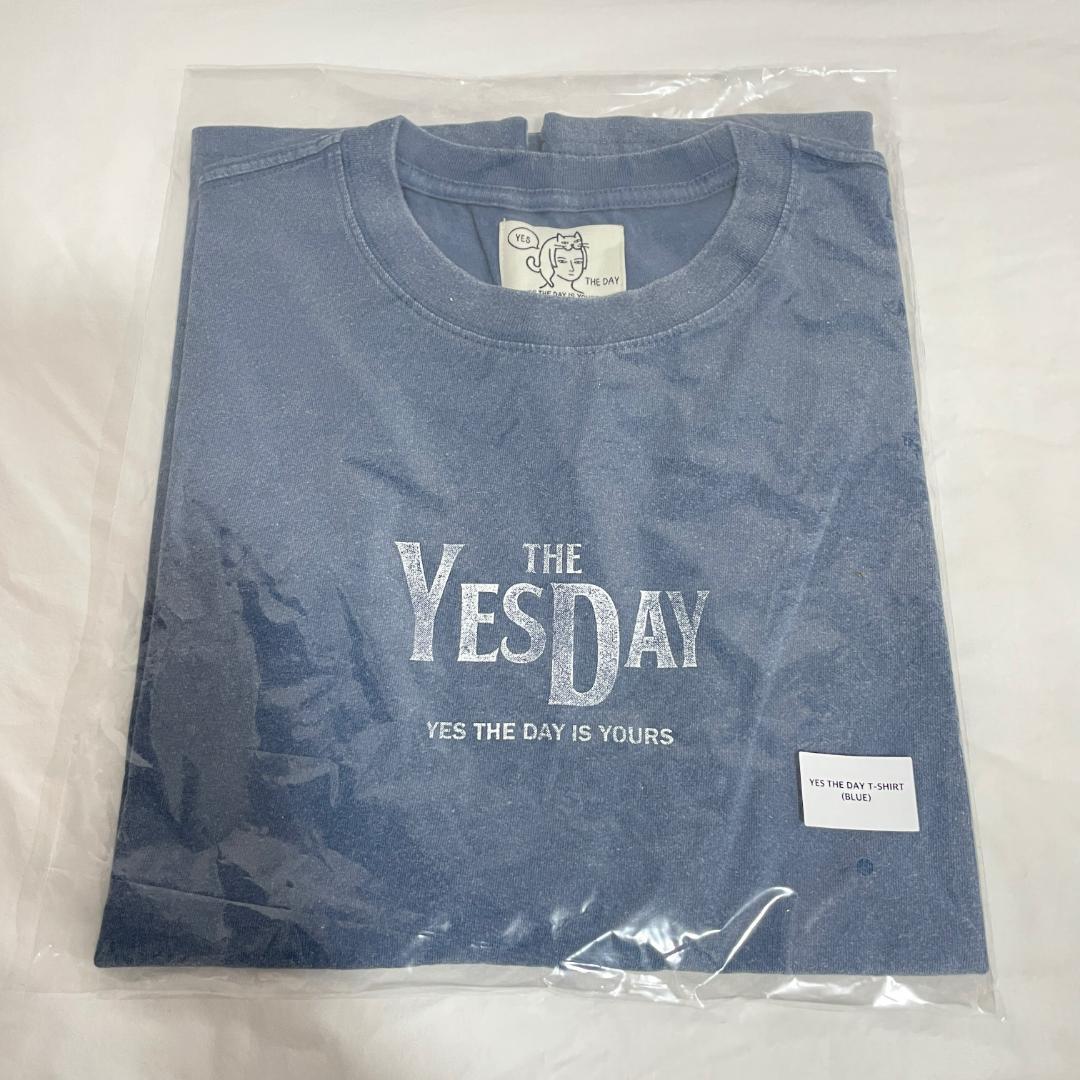 YES
THE DAY
YES THE DAY IS YOURS
THE
YESDAY
YES THE DAY IS YOURS
YES THE DAY T-SHIRT
(BLUE)